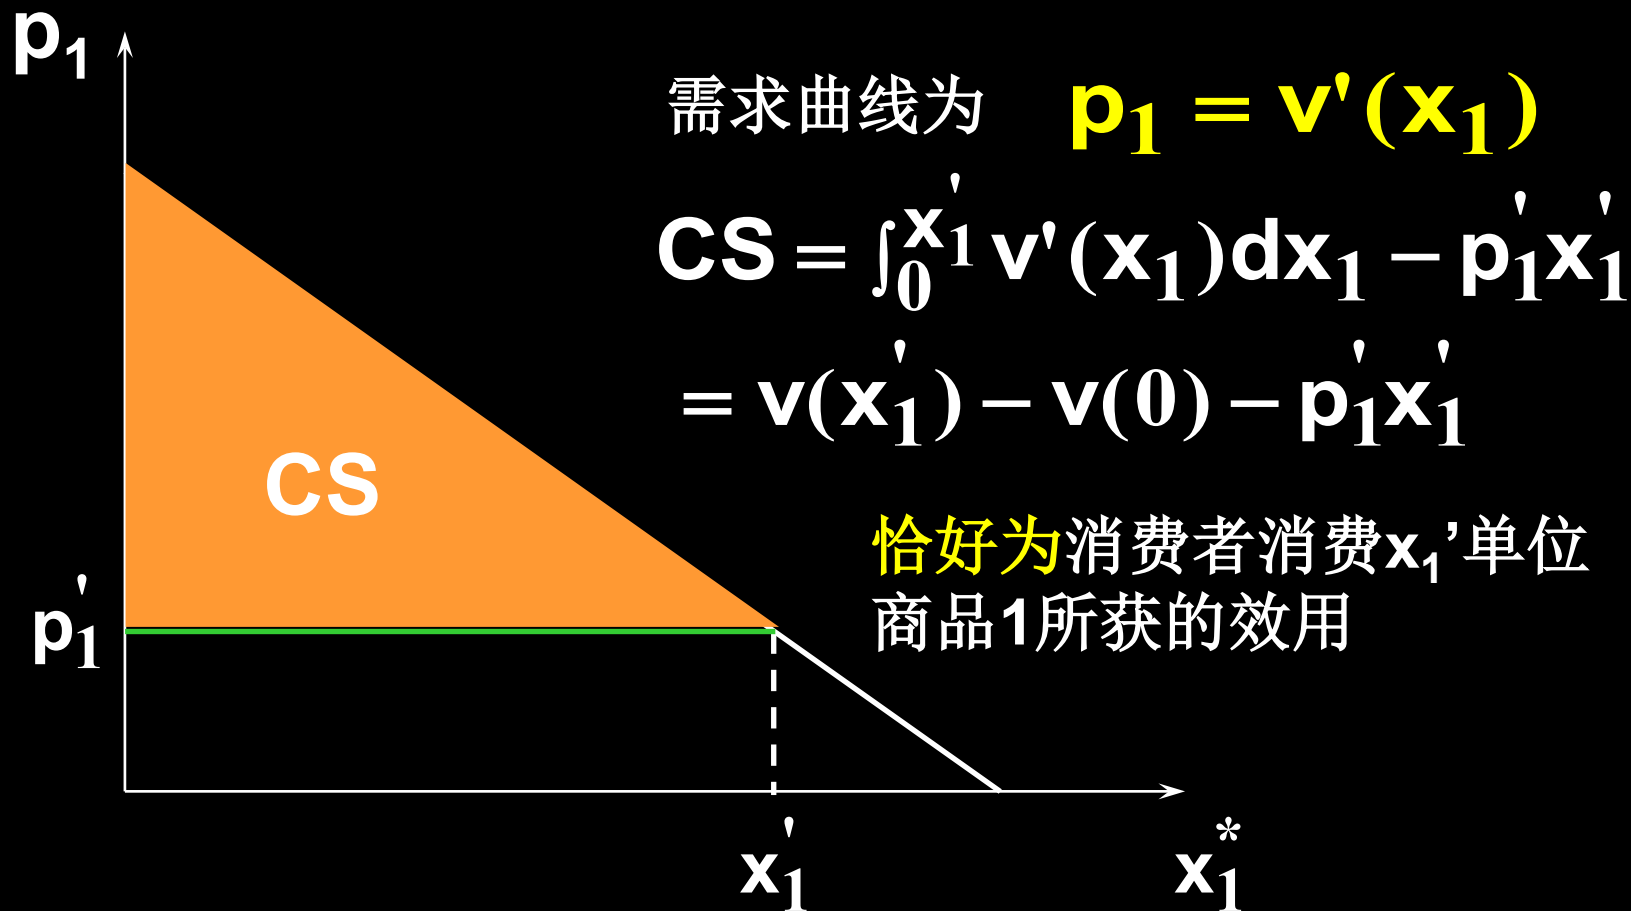 p₁
需求曲线为 p₁ = v'(x₁)
CS = ∫₀^{x₁'} v'(x₁)dx₁ − p₁'x₁'
= v(x₁') − v(0) − p₁'x₁'
CS
恰好为消费者消费x₁’单位
商品1所获的效用
p₁'
x₁'
x₁*